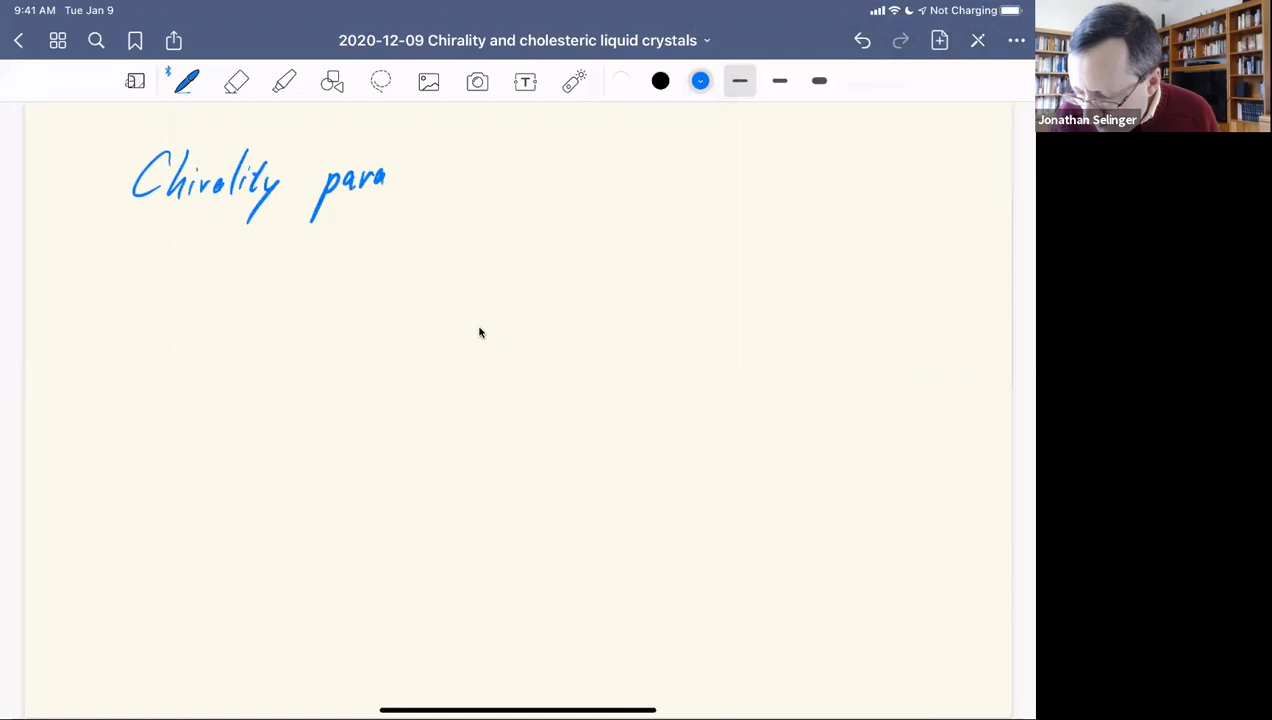 9:41 AM Tue Jan 9
Not Charging
2020-12-09 Chirality and cholesteric liquid crystals
T
Jonathan Selinger
Chirality para